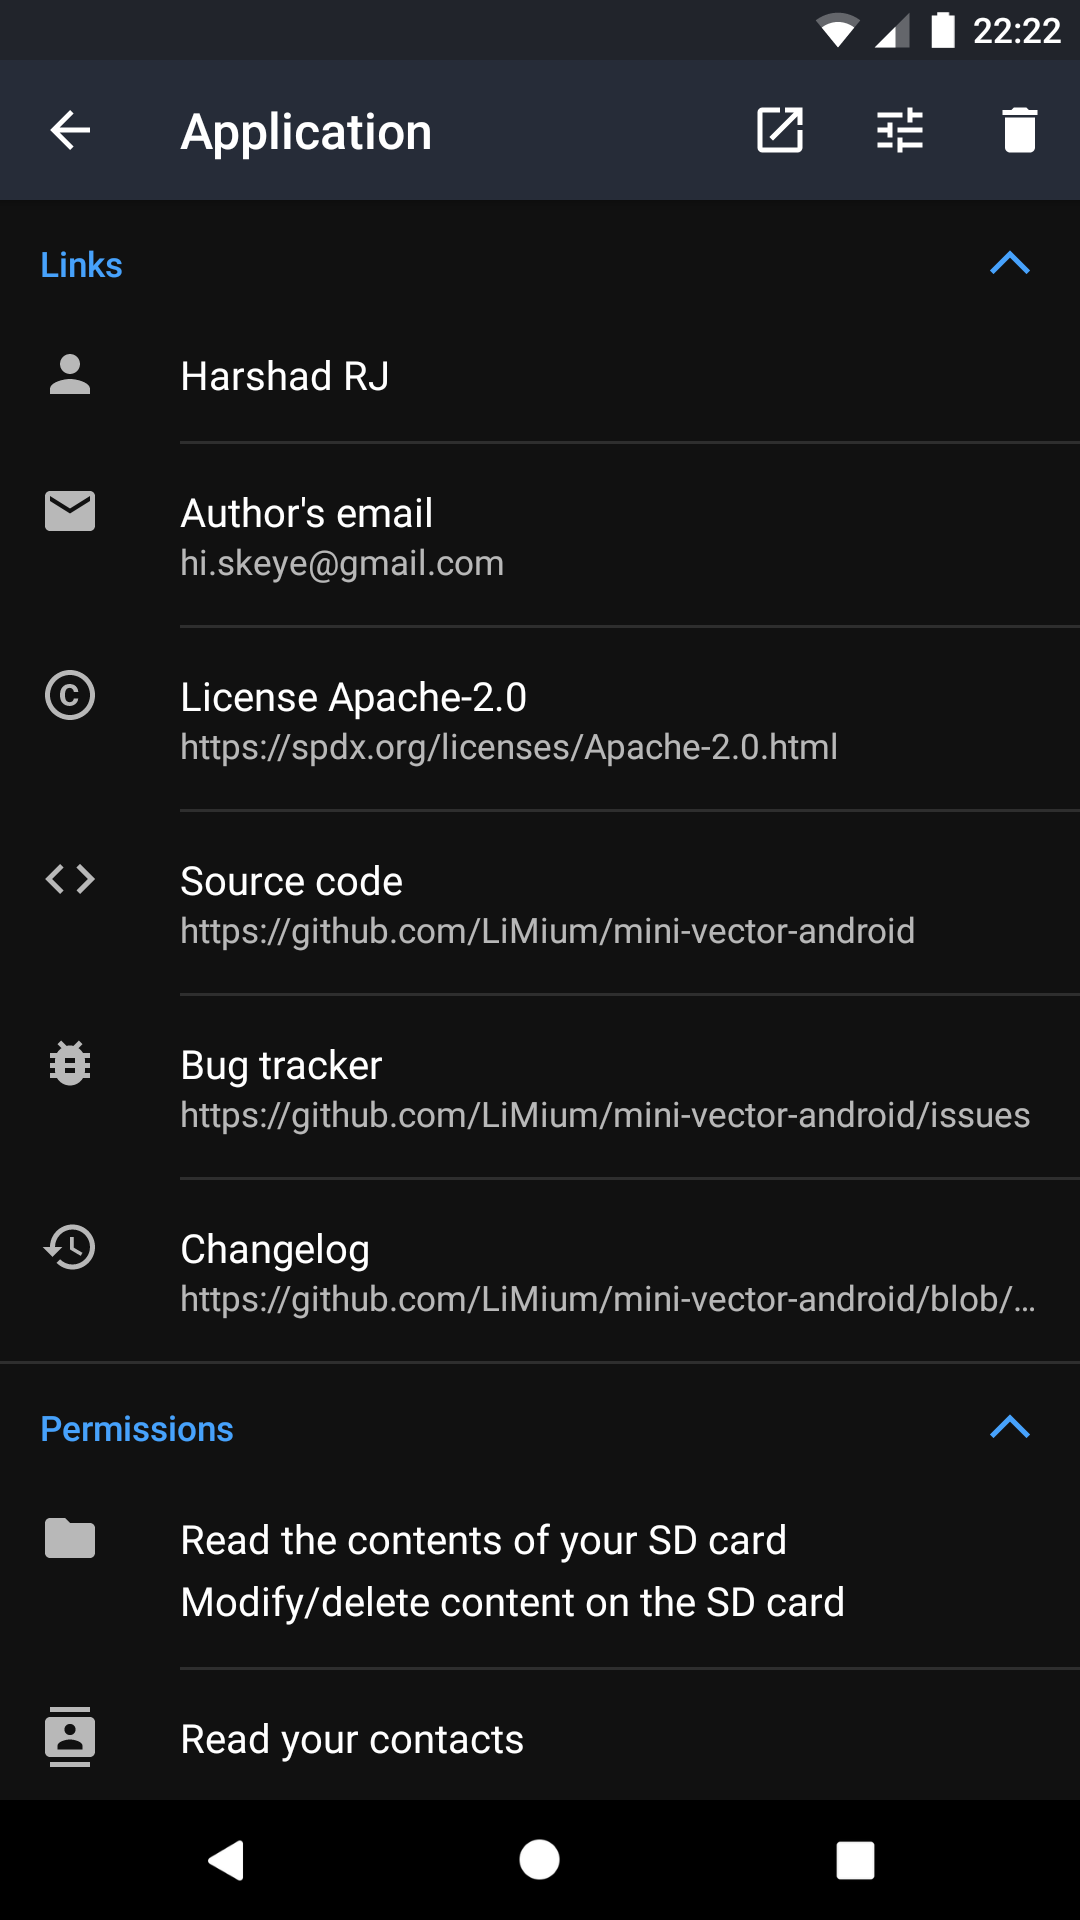 22:22
Application
Links
Harshad RJ
Author's email
hi.skeye@gmail.com
License Apache-2.0
https://spdx.org/licenses/Apache-2.0.html
Source code
https://github.com/LiMium/mini-vector-android
Bug tracker
https://github.com/LiMium/mini-vector-android/issues
Changelog
https://github.com/LiMium/mini-vector-android/blob/…
Permissions
Read the contents of your SD card
Modify/delete content on the SD card
Read your contacts